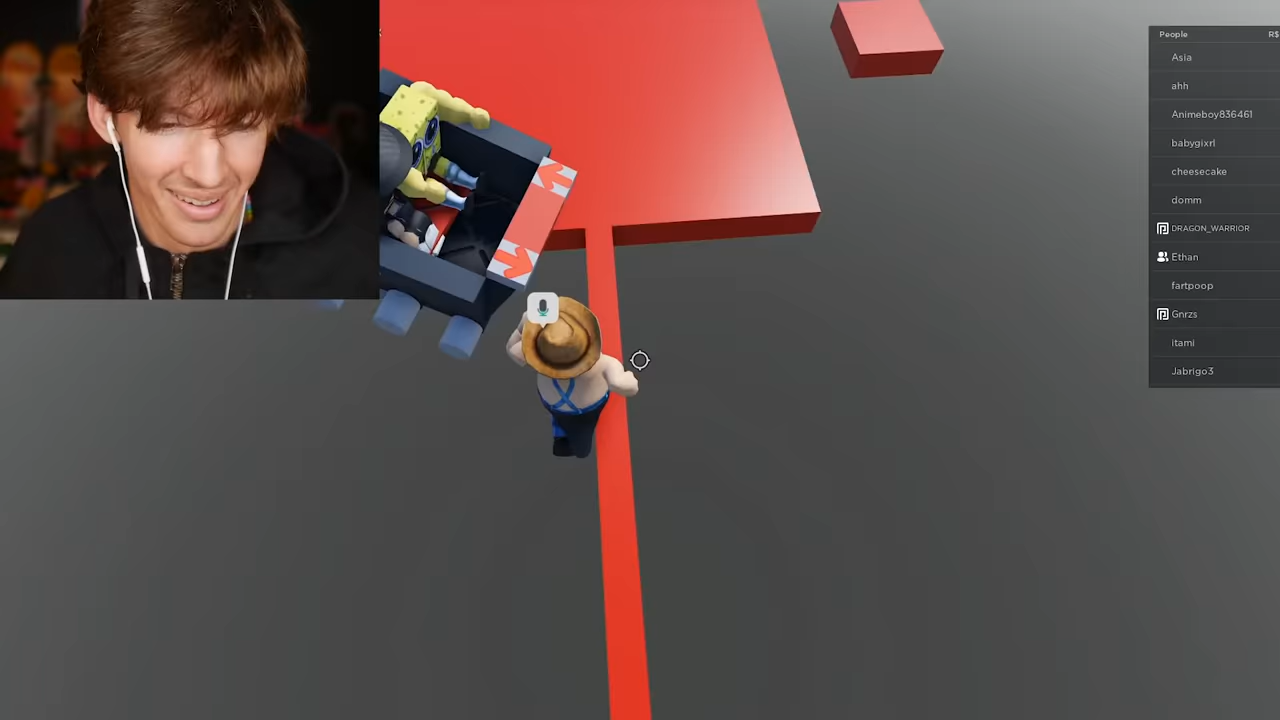 People R$
Asia
ahh
Animeboy836461
babygixrl
cheesecake
domm
DRAGON_WARRIOR
Ethan
fartpoop
Gnrzs
itami
Jabrigo3